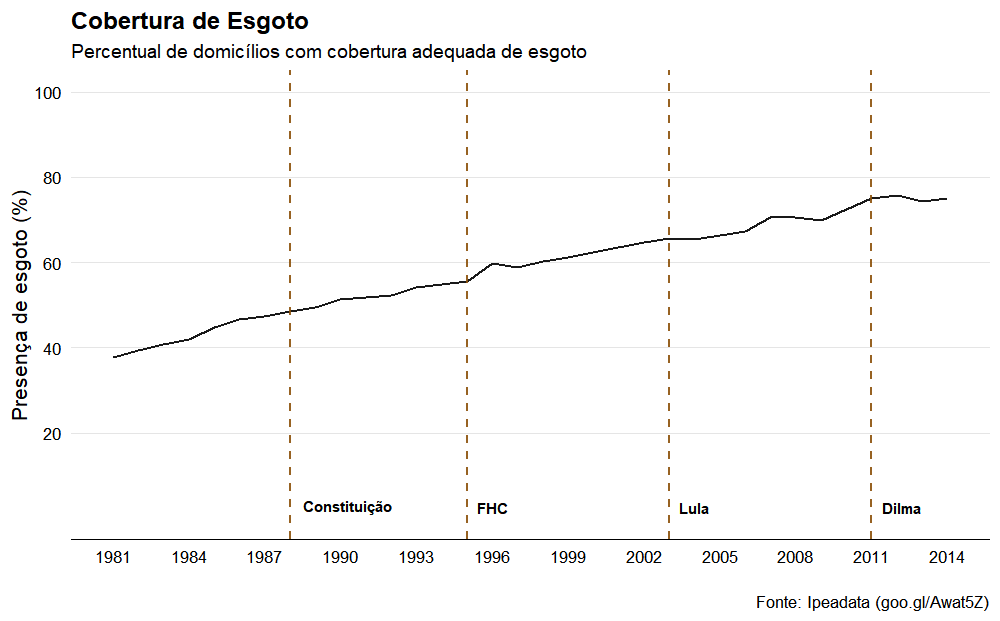 Cobertura de Esgoto
Percentual de domicílios com cobertura adequada de esgoto
Presença de esgoto (%)
100
80
60
40
20
Constituição
FHC
Lula
Dilma
1981 1984 1987 1990 1993 1996 1999 2002 2005 2008 2011 2014
Fonte: Ipeadata (goo.gl/Awat5Z)